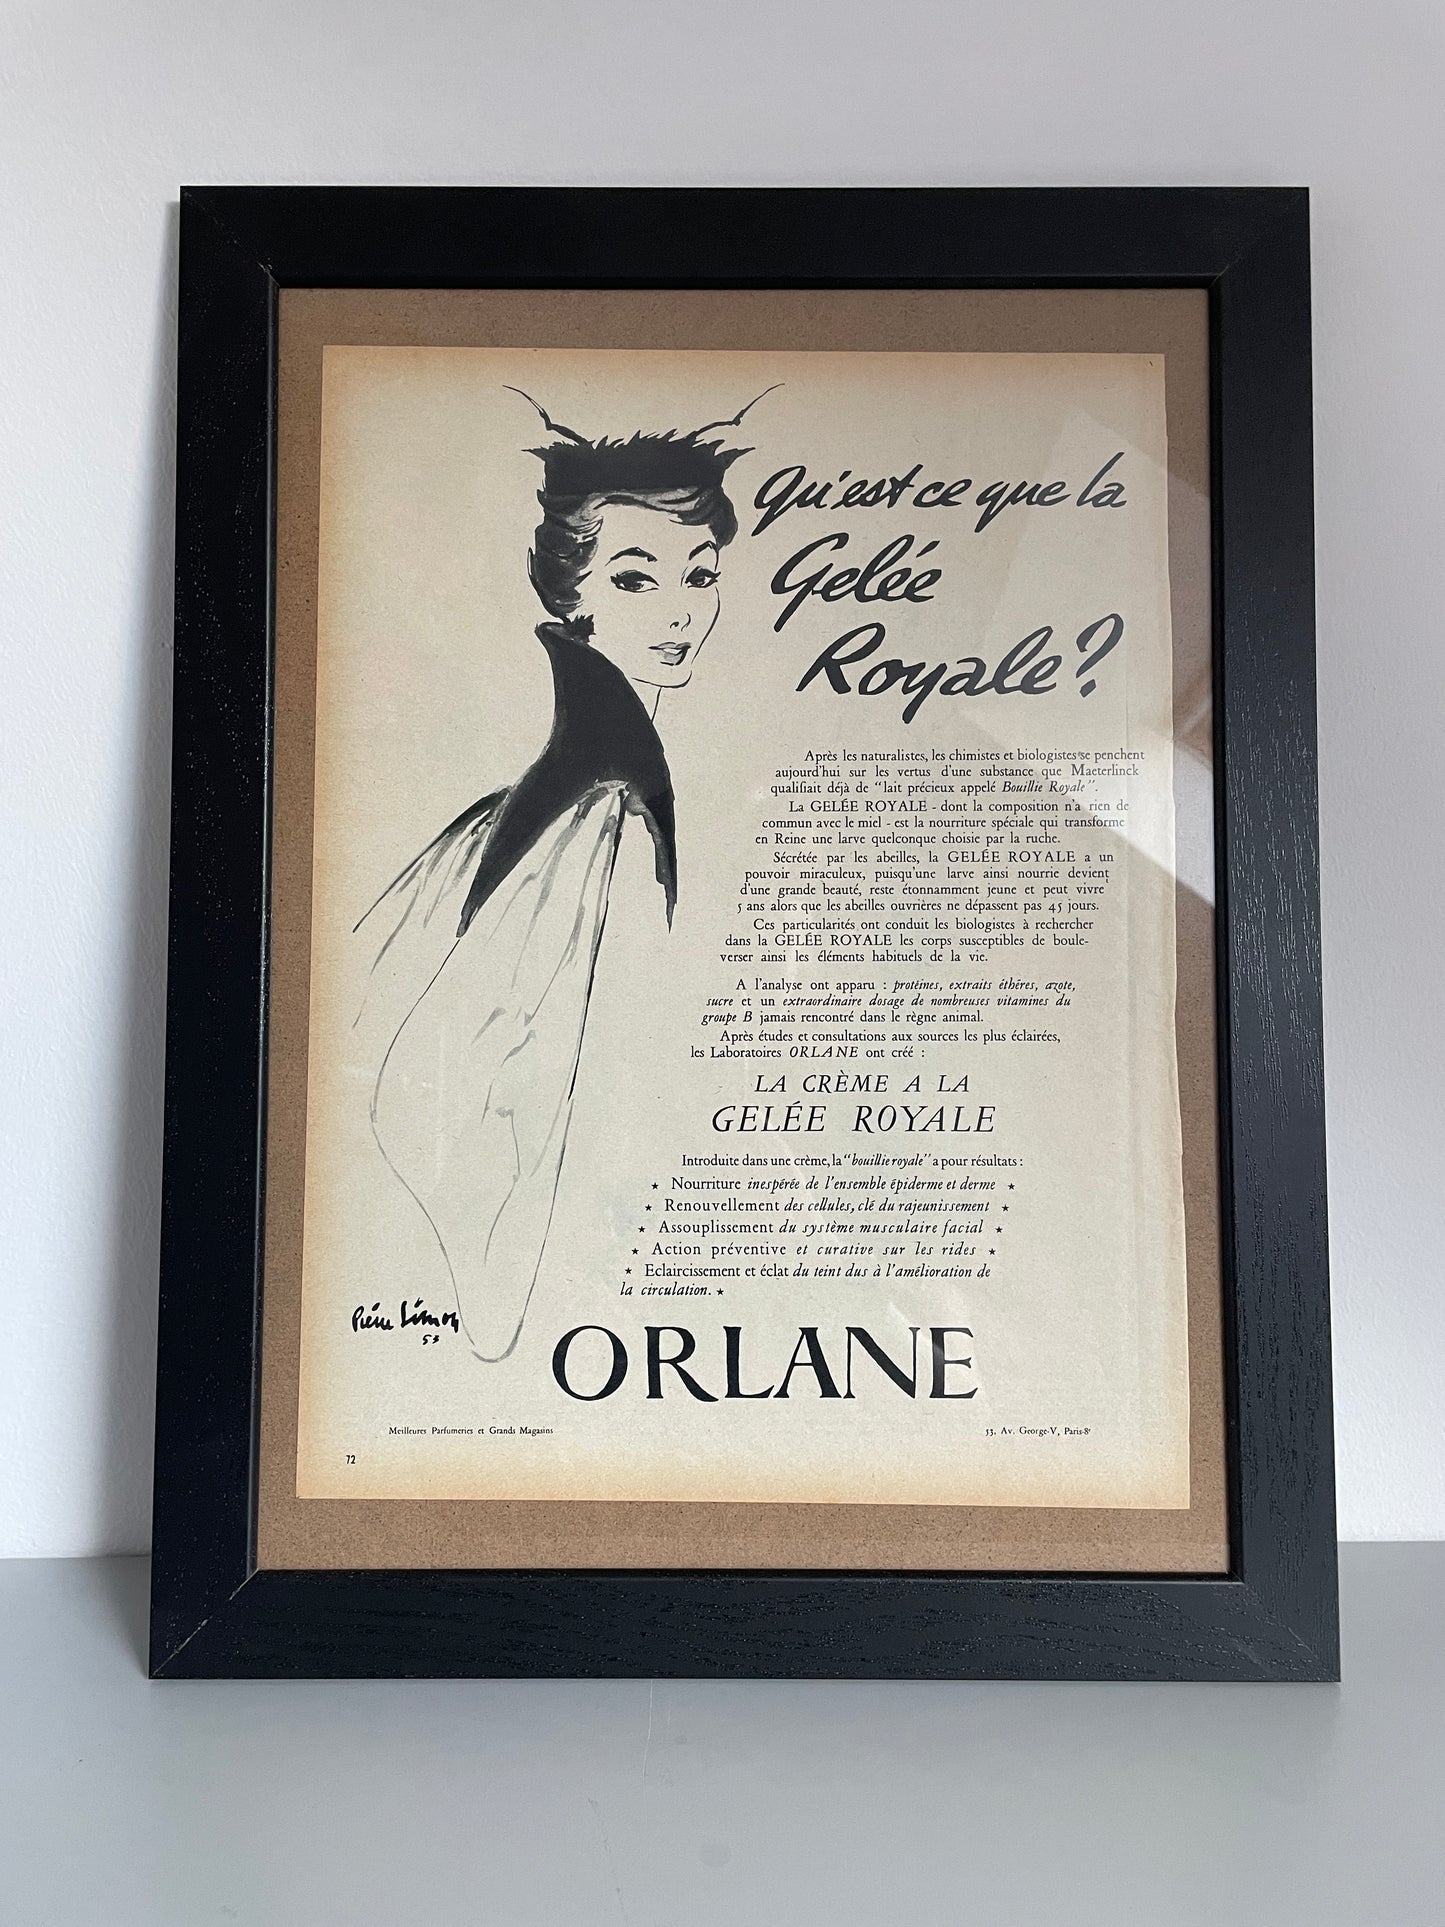 Qu'est ce que la
Gelée
Royale?
Après les naturalistes, les chimistes et biologistes se penchent
aujourd'hui sur les vertus d'une substance que Maeterlinck
qualifiait déjà de "lait précieux appelé Bouillie Royale".
La GELÉE ROYALE - dont la composition n'a rien de
commun avec le miel - est la nourriture spéciale qui transforme
en Reine une larve quelconque choisie par la ruche.
Sécrétée par les abeilles, la GELÉE ROYALE a un
pouvoir miraculeux, puisqu'une larve ainsi nourrie devient
d'une grande beauté, reste étonnamment jeune et peut vivre
5 ans alors que les abeilles ouvrières ne dépassent pas 45 jours.
Ces particularités ont conduit les biologistes à rechercher
dans la GELÉE ROYALE les corps susceptibles de boule-
verser ainsi les éléments habituels de la vie.
A l'analyse ont apparu : protéines, extraits éthérés, azote,
sucre et un extraordinaire dosage de nombreuses vitamines du
groupe B jamais rencontré dans le règne animal.
Après études et consultations aux sources les plus éclairées,
les Laboratoires ORLANE ont créé :
LA CRÈME A LA
GELÉE ROYALE
Introduite dans une crème, la "bouillie royale" a pour résultats :
★ Nourriture inespérée de l'ensemble épiderme et derme ★
★ Renouvellement des cellules, clé du rajeunissement ★
★ Assouplissement du système musculaire facial ★
★ Action préventive et curative sur les rides ★
★ Eclaircissement et éclat du teint dus à l'amélioration de
la circulation. ★
Pierre Simon
53
ORLANE
Meilleures Parfumeries et Grands Magasins
53, Av. George-V, Paris-8e
72